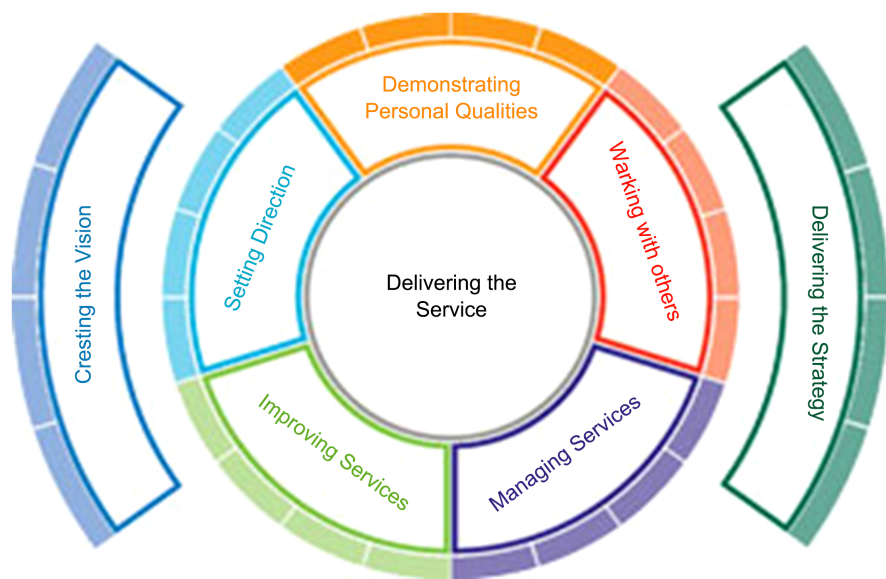 Demonstrating
Personal Qualities
Cresting the Vision
Setting Direction
Delivering the
Service
Warking with others
Delivering the Strategy
Improving Services
Managing Services